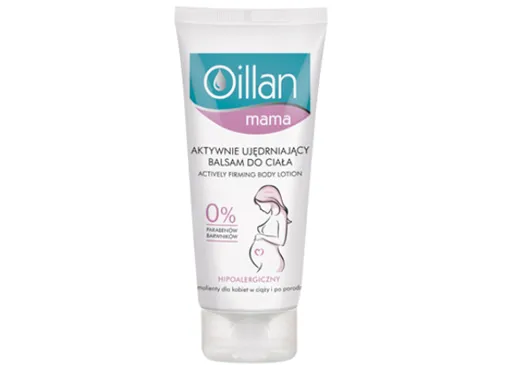 Oillan
mama
AKTYWNIE UJĘDRNIAJĄCY
BALSAM DO CIAŁA
ACTIVELY FIRMING BODY LOTION
0%
PARABENÓW
BARWNIKÓW
HIPOALERGICZNY
emolienty dla kobiet w ciąży i po porodzie